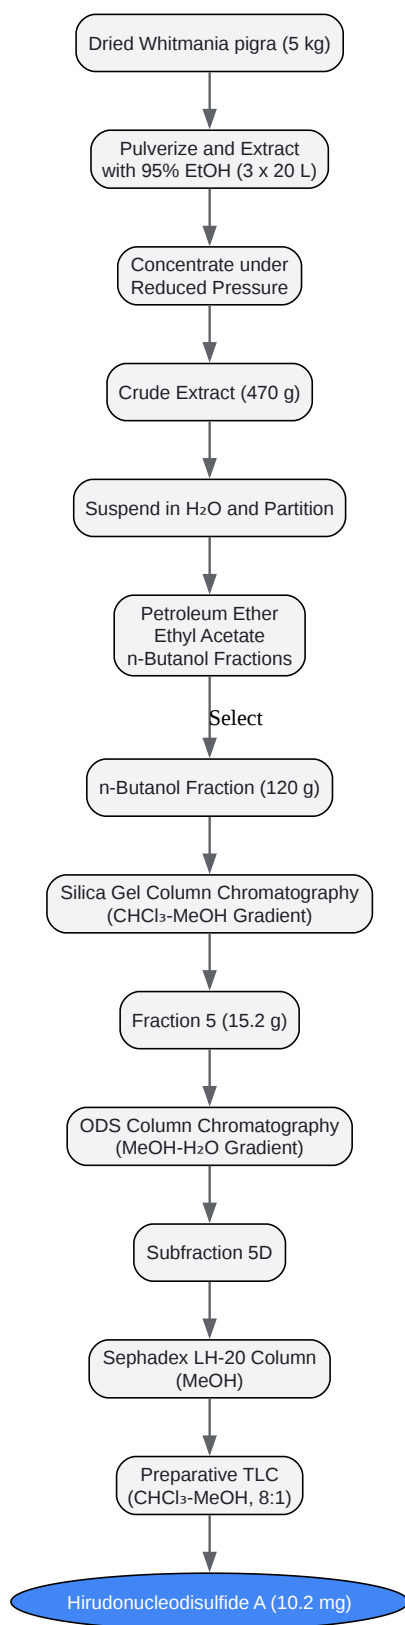 Dried Whitmania pigra (5 kg)
Pulverize and Extract
with 95% EtOH (3 x 20 L)
Concentrate under
Reduced Pressure
Crude Extract (470 g)
Suspend in H₂O and Partition
Petroleum Ether
Ethyl Acetate
n-Butanol Fractions
Select
n-Butanol Fraction (120 g)
Silica Gel Column Chromatography
(CHCl₃-MeOH Gradient)
Fraction 5 (15.2 g)
ODS Column Chromatography
(MeOH-H₂O Gradient)
Subfraction 5D
Sephadex LH-20 Column
(MeOH)
Preparative TLC
(CHCl₃-MeOH, 8:1)
Hirudonucleodisulfide A (10.2 mg)